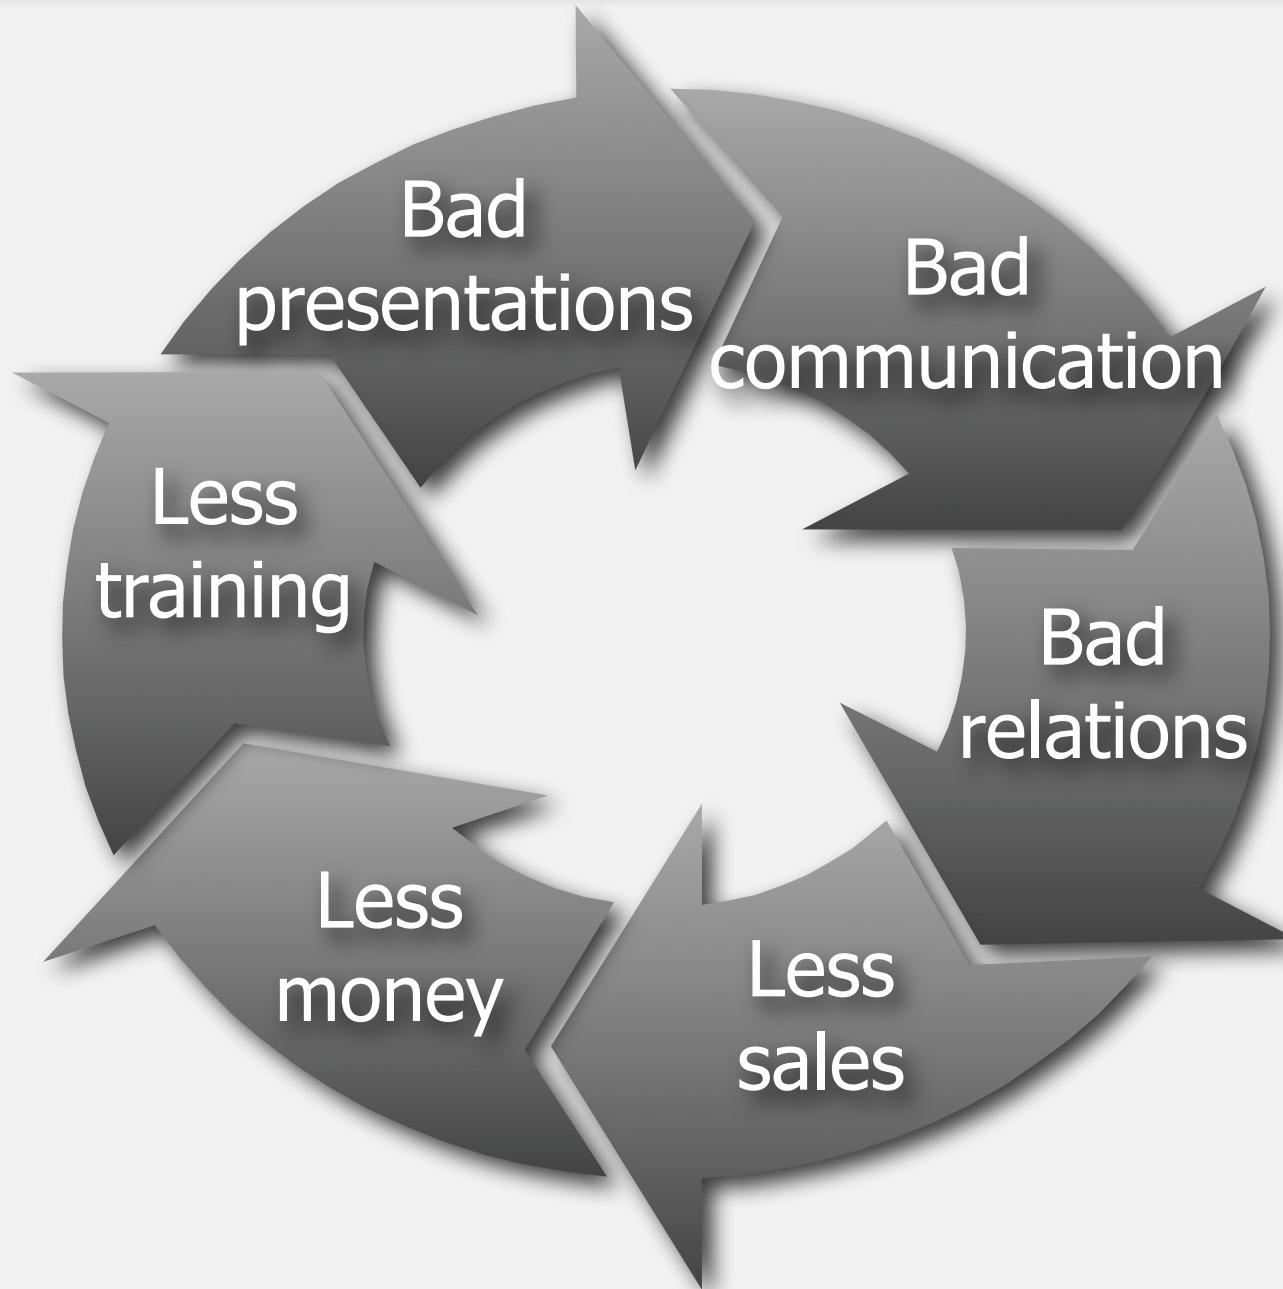 Bad
presentations
Bad
communication
Bad
relations
Less
sales
Less
money
Less
training